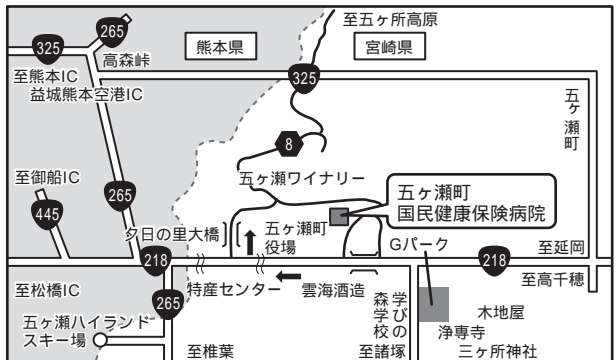 至五ヶ所高原
265
熊本県
宮崎県
325
高森峠
至熊本IC
益城熊本空港IC
325
五ヶ瀬町
8
至御船IC
五ヶ瀬ワイナリー
265
五ヶ瀬町
国民健康保険病院
445
夕日の里大橋
五ヶ瀬町
役場
Gパーク
218
218
至延岡
至松橋IC
265
特産センター
雲海酒造
学びの
森学校
至高千穂
木地屋
五ヶ瀬ハイランド
スキー場
浄専寺
至椎葉
至諸塚
三ヶ所神社